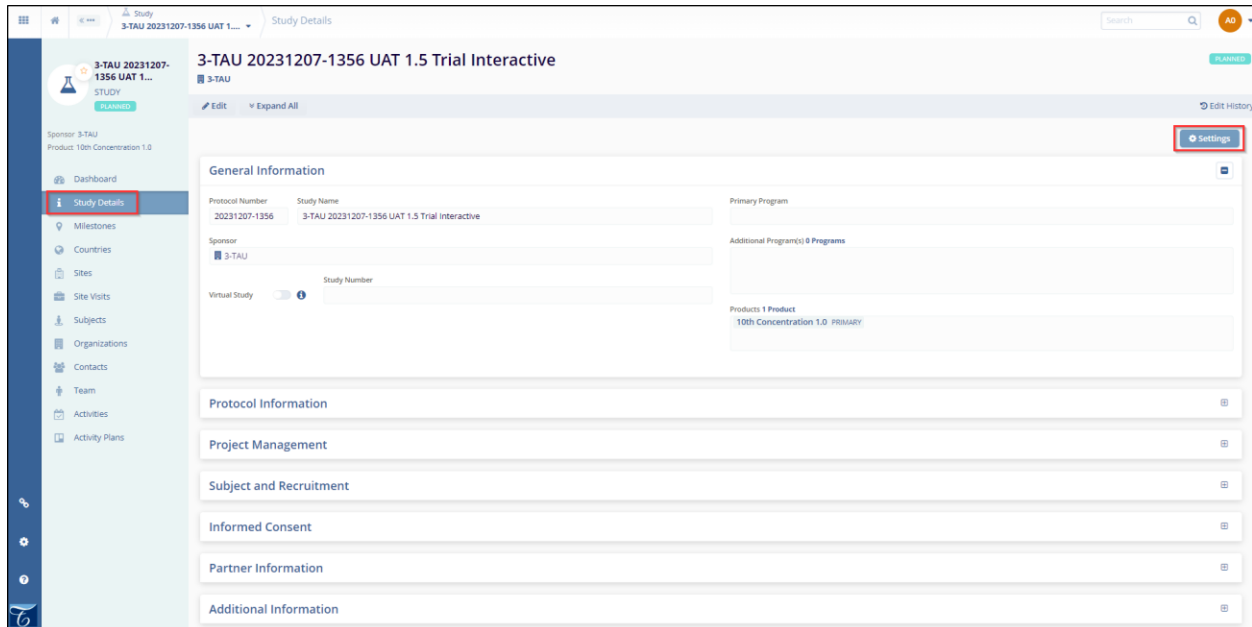 Study
3-TAU 20231207-1356 UAT 1....
Study Details
Search
AO
3-TAU 20231207-
1356 UAT 1...
STUDY
PLANNED
Sponsor 3-TAU
Product 10th Concentration 1.0
Dashboard
Study Details
Milestones
Countries
Sites
Site Visits
Subjects
Organizations
Contacts
Team
Activities
Activity Plans
3-TAU 20231207-1356 UAT 1.5 Trial Interactive
3-TAU
PLANNED
Edit
Expand All
Edit History
Settings
General Information
Protocol Number
Study Name
Primary Program
20231207-1356
3-TAU 20231207-1356 UAT 1.5 Trial Interactive
Sponsor
Additional Program(s) 0 Programs
3-TAU
Study Number
Virtual Study
Products 1 Product
10th Concentration 1.0 PRIMARY
Protocol Information
Project Management
Subject and Recruitment
Informed Consent
Partner Information
Additional Information